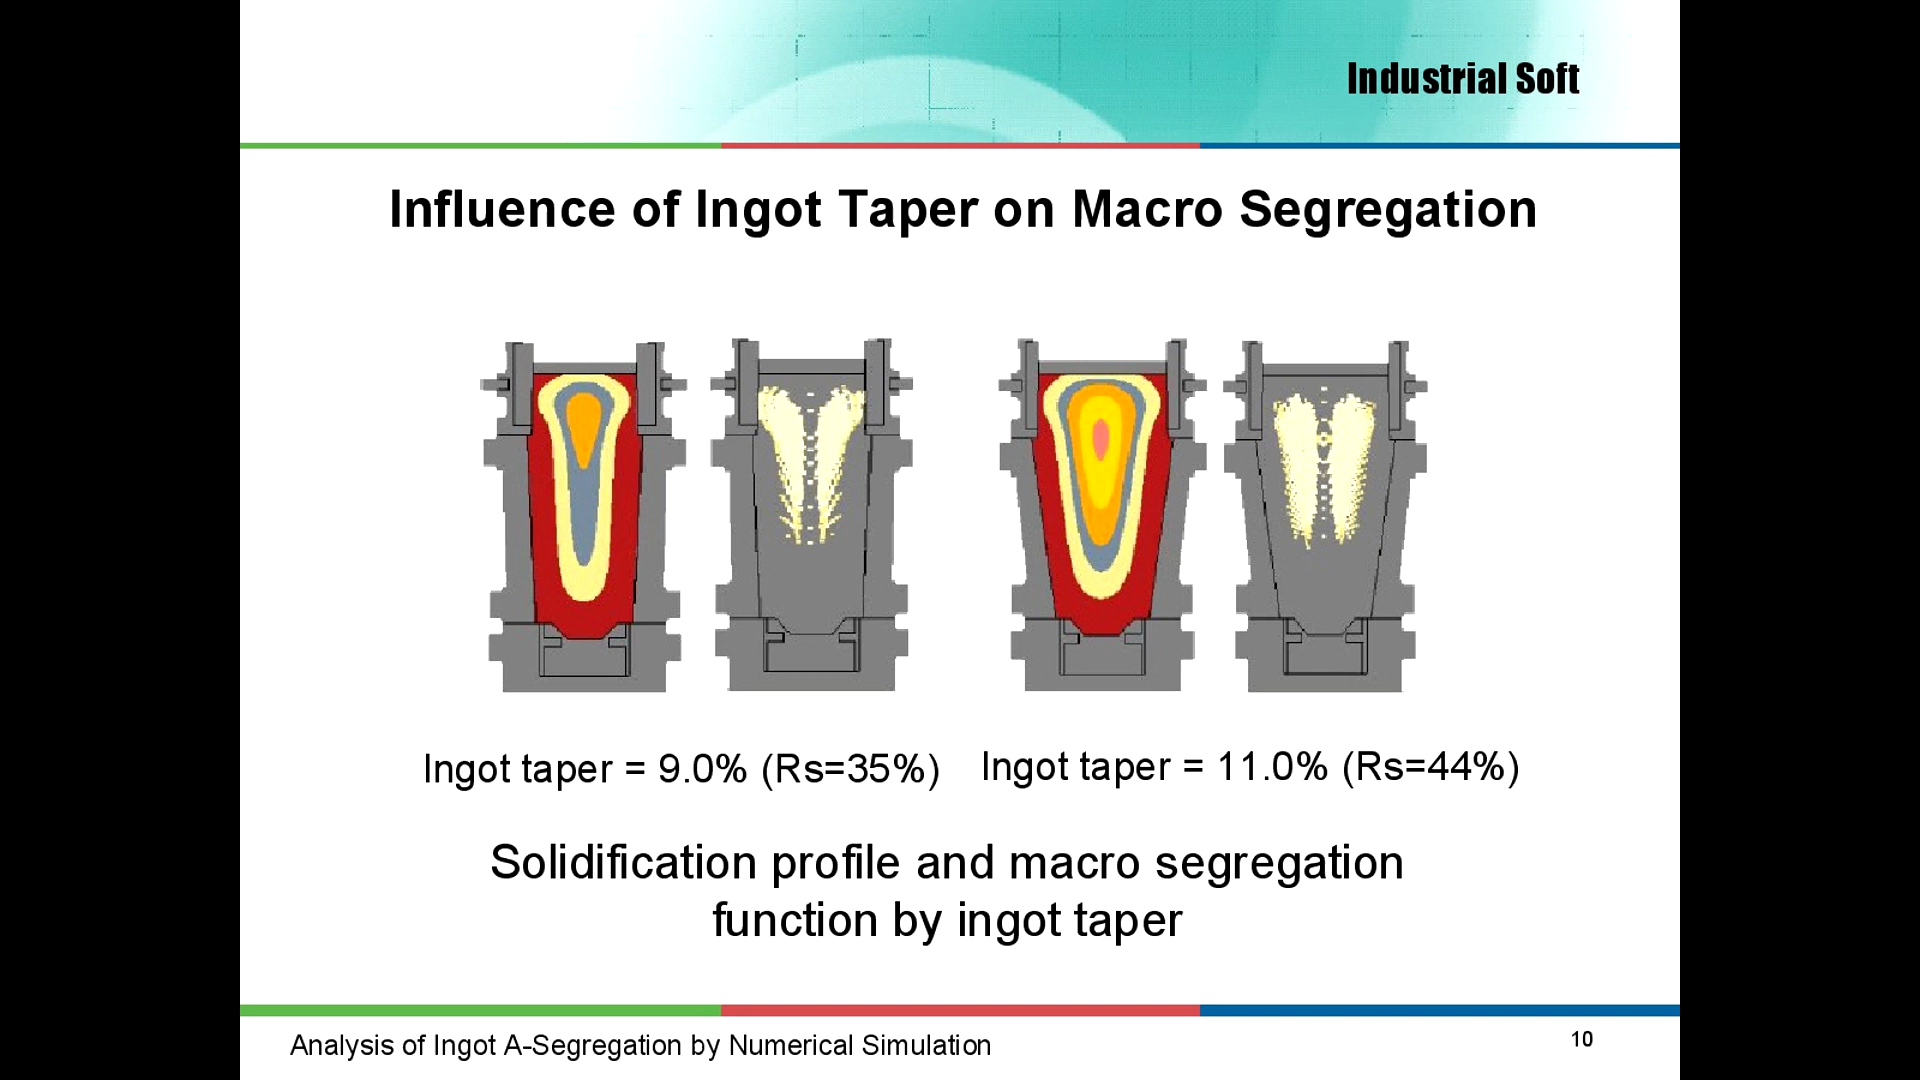 Industrial Soft
Influence of Ingot Taper on Macro Segregation
Ingot taper = 9.0% (Rs=35%)
Ingot taper = 11.0% (Rs=44%)
Solidification profile and macro segregation
function by ingot taper
Analysis of Ingot A-Segregation by Numerical Simulation
10